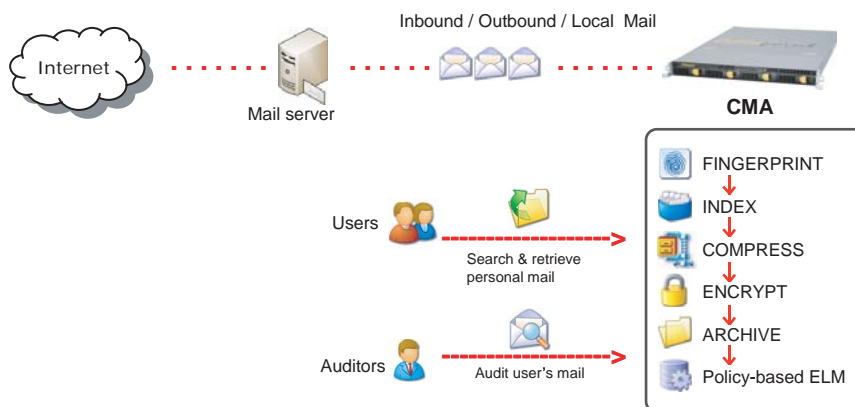 Inbound / Outbound / Local Mail
Internet
Mail server
CMA
FINGERPRINT
INDEX
COMPRESS
ENCRYPT
ARCHIVE
Policy-based ELM
Users
Search & retrieve
personal mail
Auditors
Audit user's mail